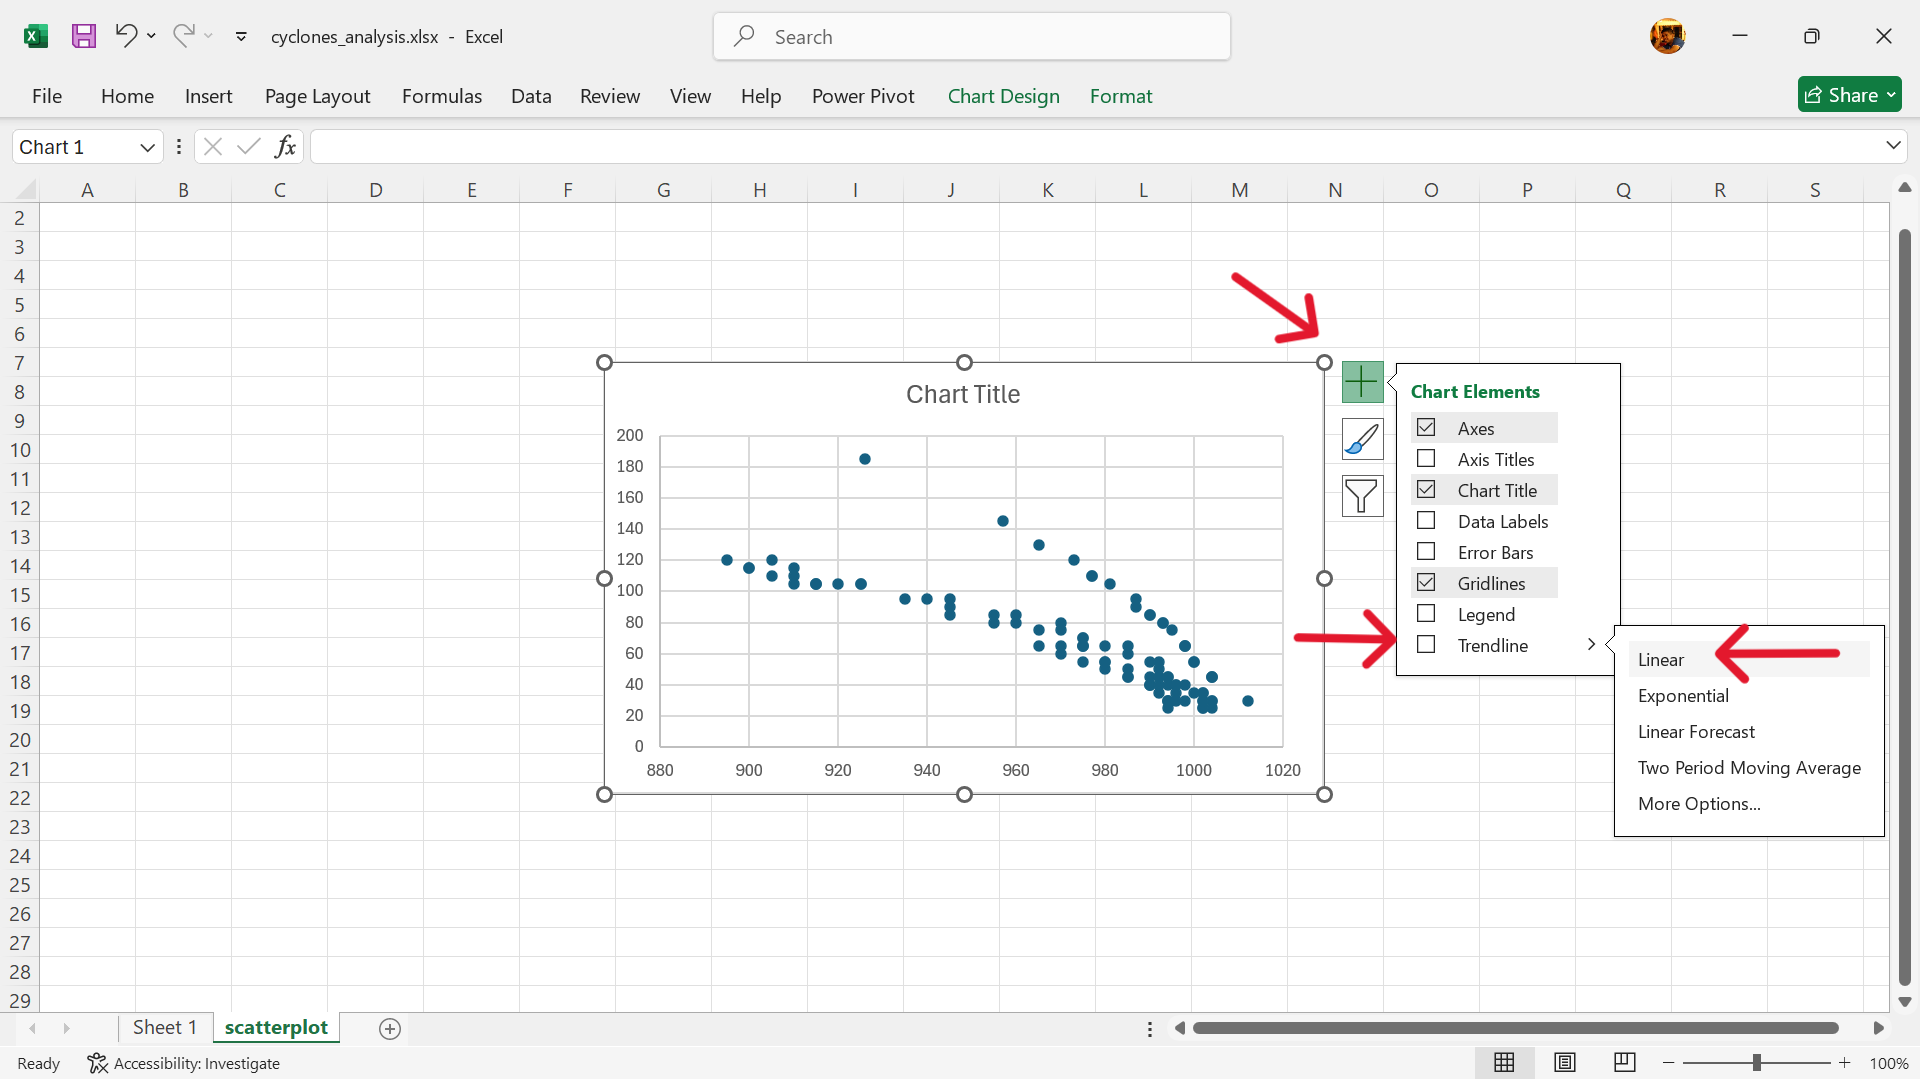 cyclones_analysis.xlsx - Excel
Search
File Home Insert Page Layout Formulas Data Review View Help Power Pivot Chart Design Format Share
Chart 1 fx
A B C D E F G H I J K L M N O P Q R S
2
3
4
5
6
7
8
9
10
11
12
13
14
15
16
17
18
19
20
21
22
23
24
25
26
27
28
29
Chart Title
200
180
160
140
120
100
80
60
40
20
0
880 900 920 940 960 980 1000 1020
Chart Elements
Axes
Axis Titles
Chart Title
Data Labels
Error Bars
Gridlines
Legend
Trendline
Linear
Exponential
Linear Forecast
Two Period Moving Average
More Options...
Sheet 1 scatterplot
Ready Accessibility: Investigate 100%